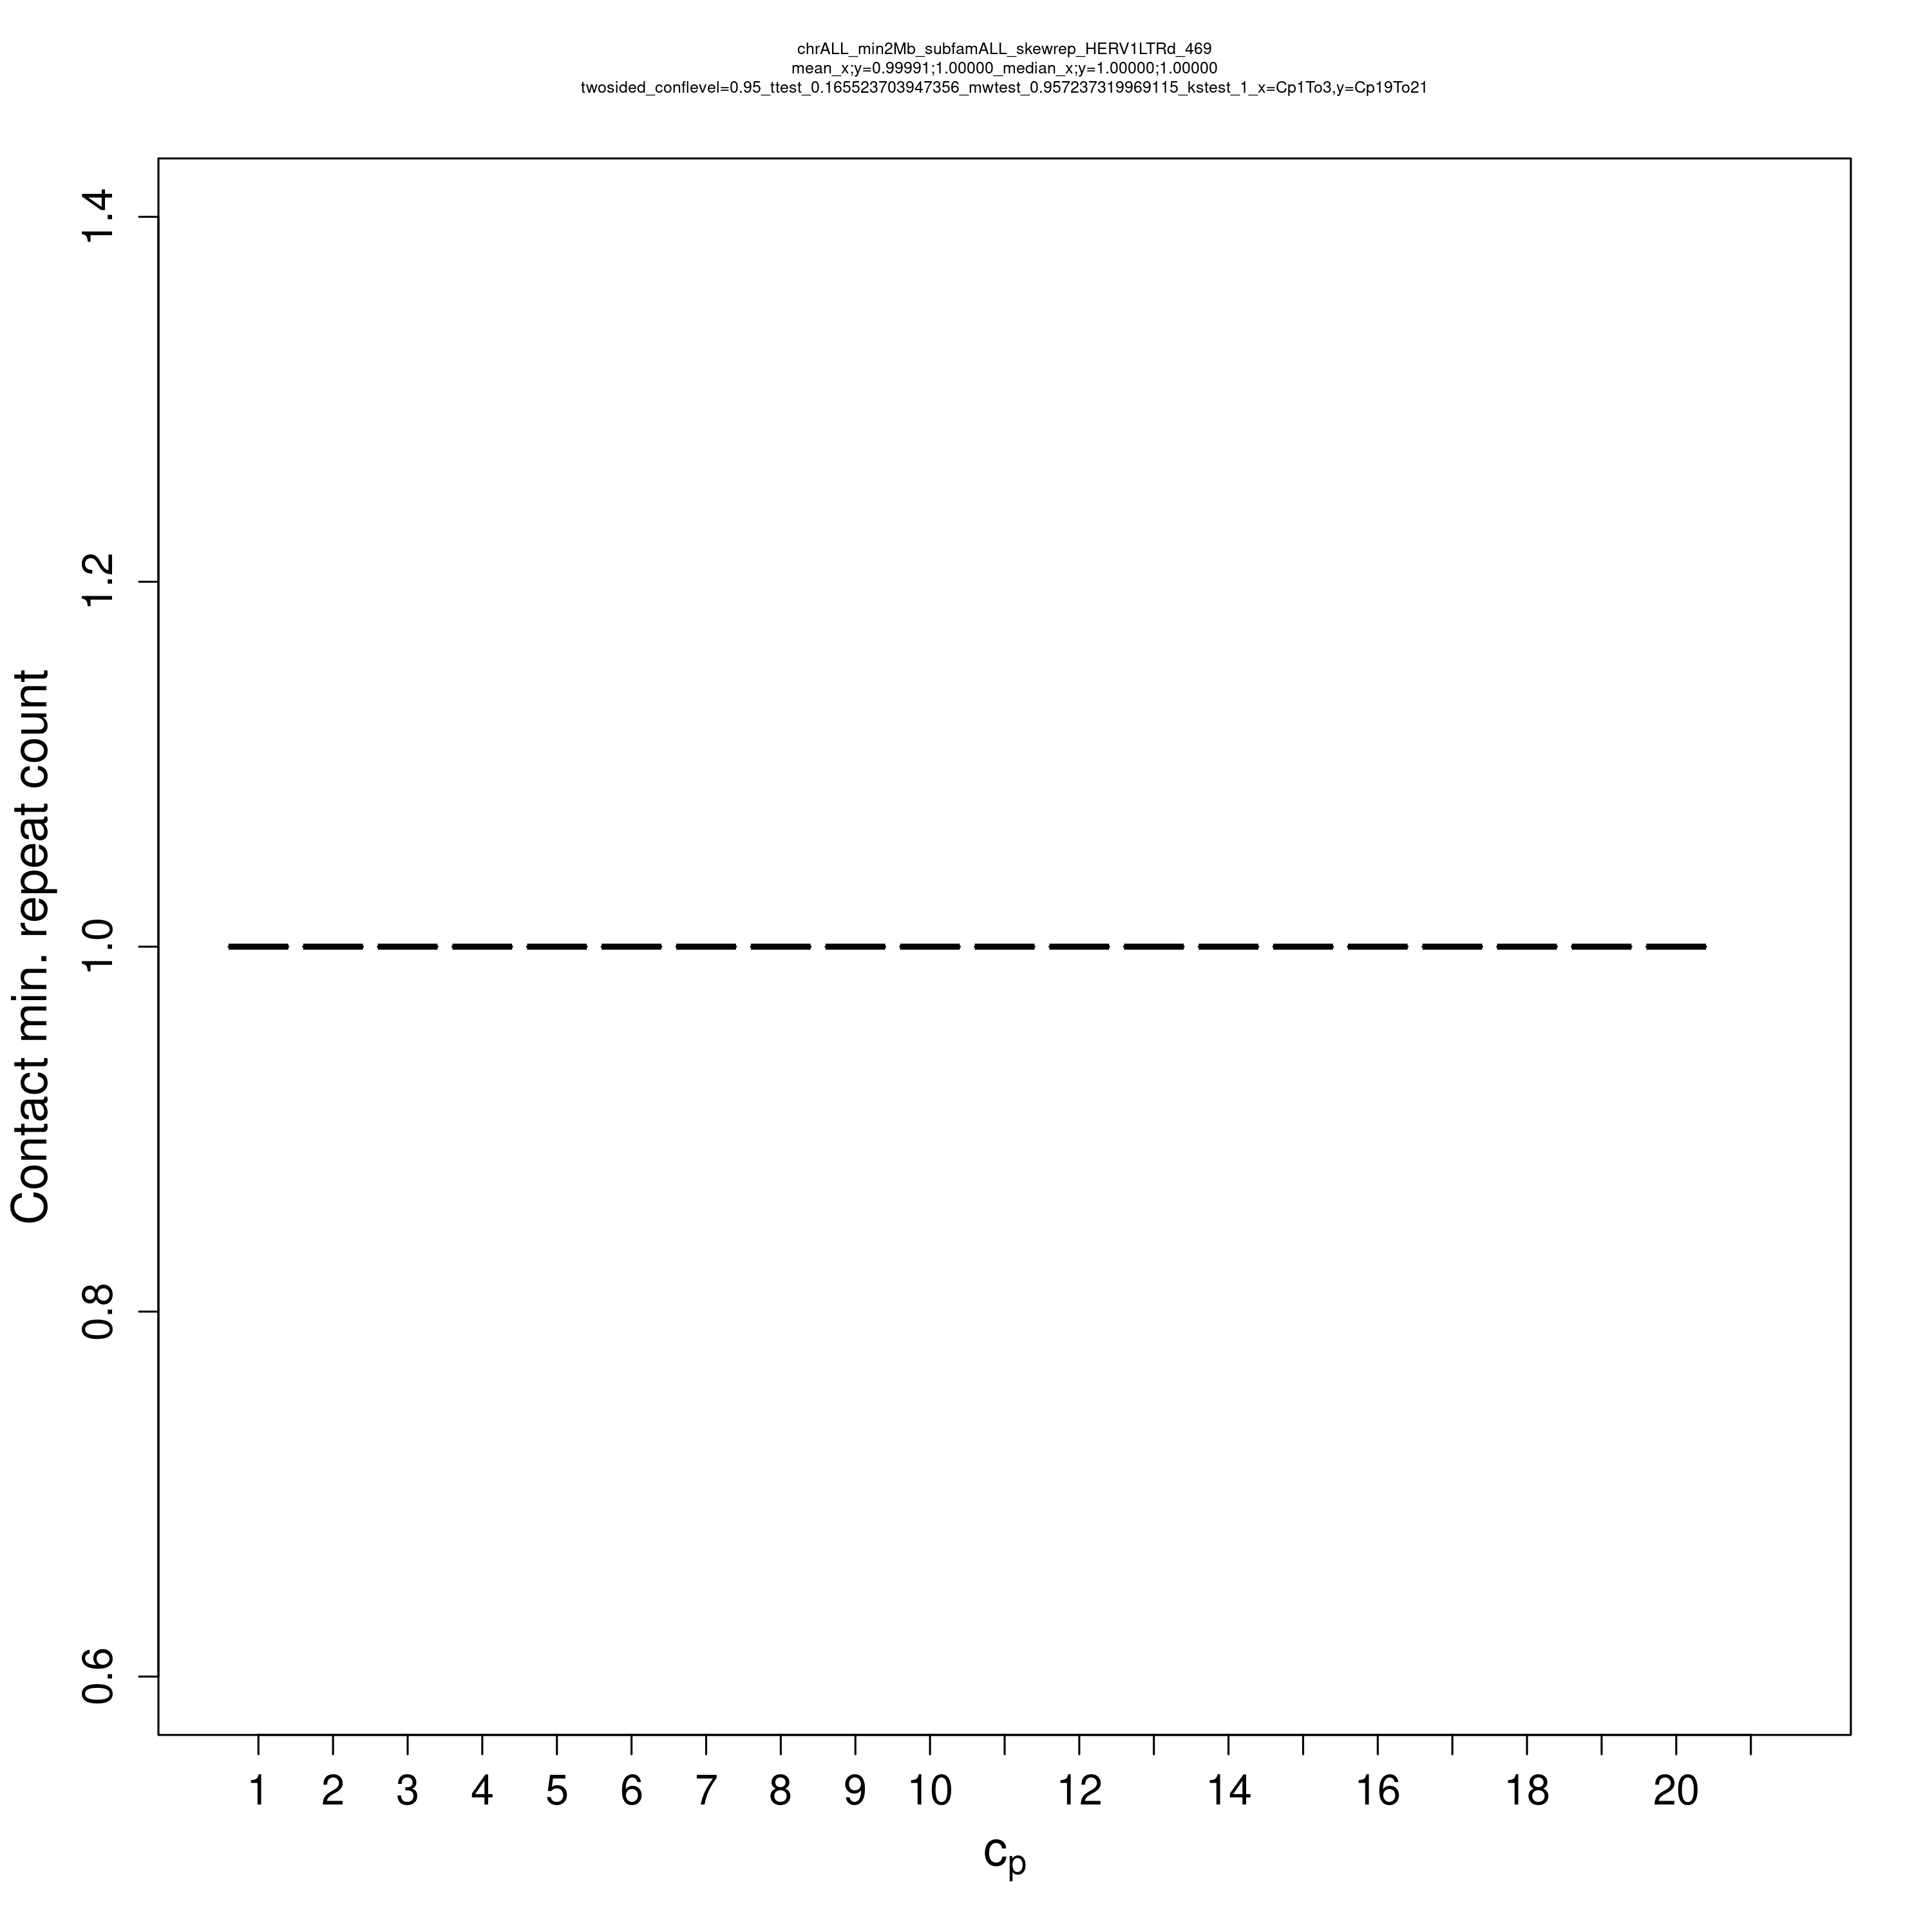 chrALL_min2Mb_subfamALL_skewrep_HERV1LTRd_469
mean_x;y=0.99991;1.00000_median_x;y=1.00000;1.00000
twosided_conflevel=0.95_ttest_0.165523703947356_mwtest_0.957237319969115_kstest_1_x=Cp1To3,y=Cp19To21
Contact min. repeat count
1.4
1.2
1.0
0.8
0.6
1 2 3 4 5 6 7 8 9 10 12 14 16 18 20
cp